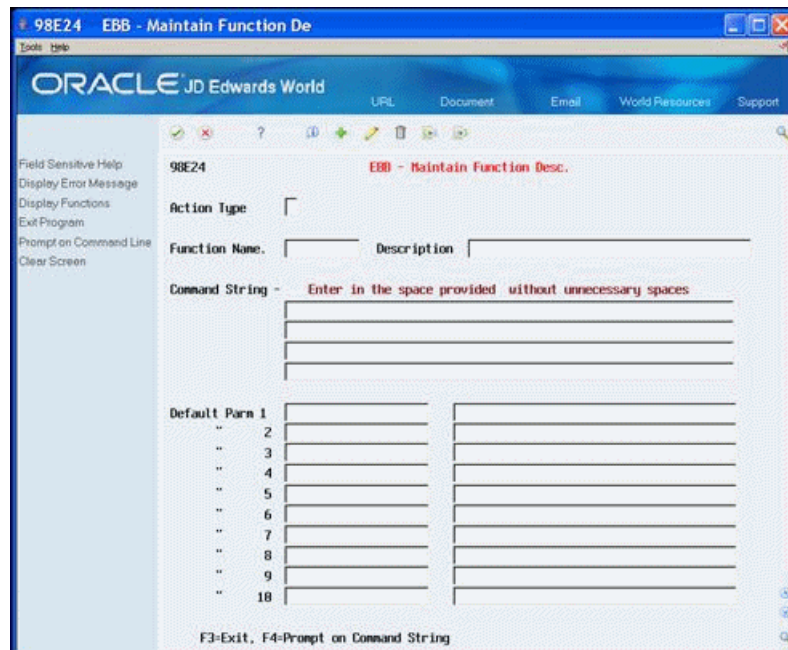 98E24 EBB - Maintain Function De
Tools Help
ORACLE JD Edwards World
URL Document Email World Resources Support
?
Field Sensitive Help
Display Error Message
Display Functions
Exit Program
Prompt on Command Line
Clear Screen
98E24 EBB - Maintain Function Desc.
Action Type
Function Name. Description
Command String - Enter in the space provided without unnecessary spaces
Default Parm 1
" 2
" 3
" 4
" 5
" 6
" 7
" 8
" 9
" 10
F3=Exit, F4=Prompt on Command String